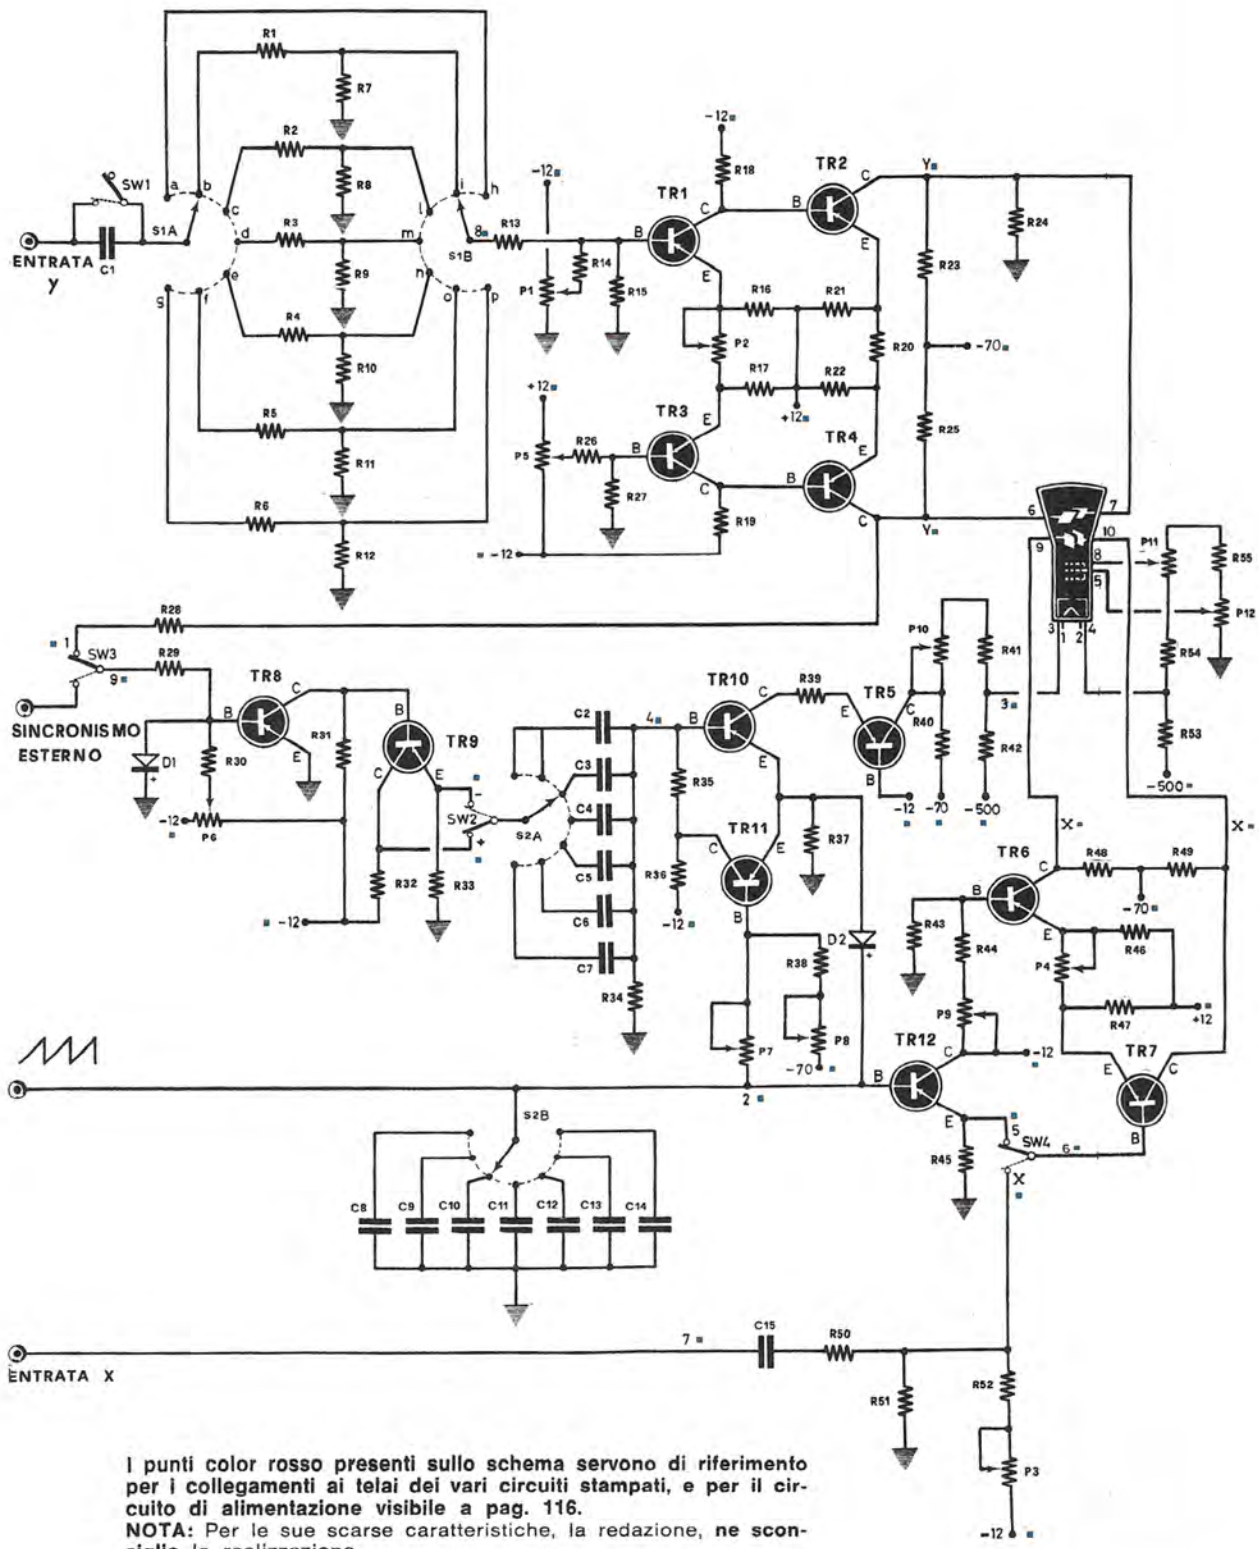 R1
R7
R2
R8
a
b
i
h
c
l
SW1
S1A
C1
ENTRATA
y
R3
d
m
8
S1B
R9
e
n
g
f
o
p
R4
R10
R5
R11
R6
R12
-12
R13
R14
P1
R15
-12
R18
TR1
B
C
E
TR2
B
C
E
Y
R24
R23
R16
R21
P2
R20
-70
R17
R22
+12
+12
TR3
B
E
C
TR4
B
E
C
R25
P5
R26
R27
R19
-12
Y
6
7
9
10
8
5
3
1
2
4
P11
R55
P12
R54
R53
-500
R28
1
SW3
9
R29
SINCRONISMO
ESTERNO
D1
+
R30
-12
P6
TR8
B
C
E
R31
B
TR9
C
E
-
SW2
+
R32
R33
-12
S2A
C2
C3
C4
C5
C6
C7
4
R34
R35
R36
-12
TR10
B
C
E
R39
TR5
E
C
B
-12
P10
R40
-70
R41
3
R42
-500
TR11
C
E
B
R37
D2
+
R38
P7
P8
-70
2
X
X
TR6
B
C
E
R48
R49
-70
R43
R44
P4
R46
R47
+12
P9
-12
TR12
B
C
E
TR7
E
C
B
5
SW4
6
X
R45
S2B
C8
C9
C10
C11
C12
C13
C14
ENTRATA X
7
C15
R50
R51
R52
P3
-12
I punti color rosso presenti sullo schema servono di riferimento
per i collegamenti ai telai dei vari circuiti stampati, e per il cir-
cuito di alimentazione visibile a pag. 116.
NOTA: Per le sue scarse caratteristiche, la redazione, ne scon-